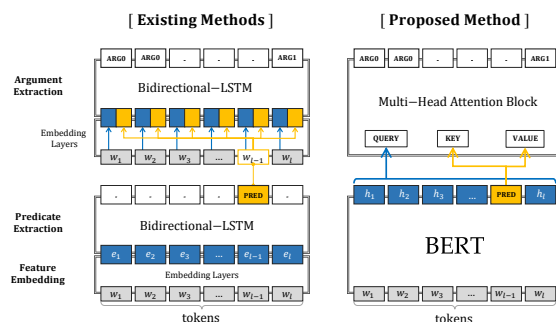 [ Existing Methods ]
[ Proposed Method ]
Argument Extraction
ARG0 ARG0 . . . ARG1
Bidirectional-LSTM
Embedding Layers
w1 w2 w3 ... wl−1 wl
Predicate Extraction
. . . . PRED .
Bidirectional-LSTM
Feature Embedding
e1 e2 e3 ... el−1 el
Embedding Layers
w1 w2 w3 ... wl−1 wl
tokens
ARG0 ARG0 . . . ARG1
Multi-Head Attention Block
QUERY KEY VALUE
h1 h2 h3 ... PRED hl
BERT
w1 w2 w3 ... wl−1 wl
tokens